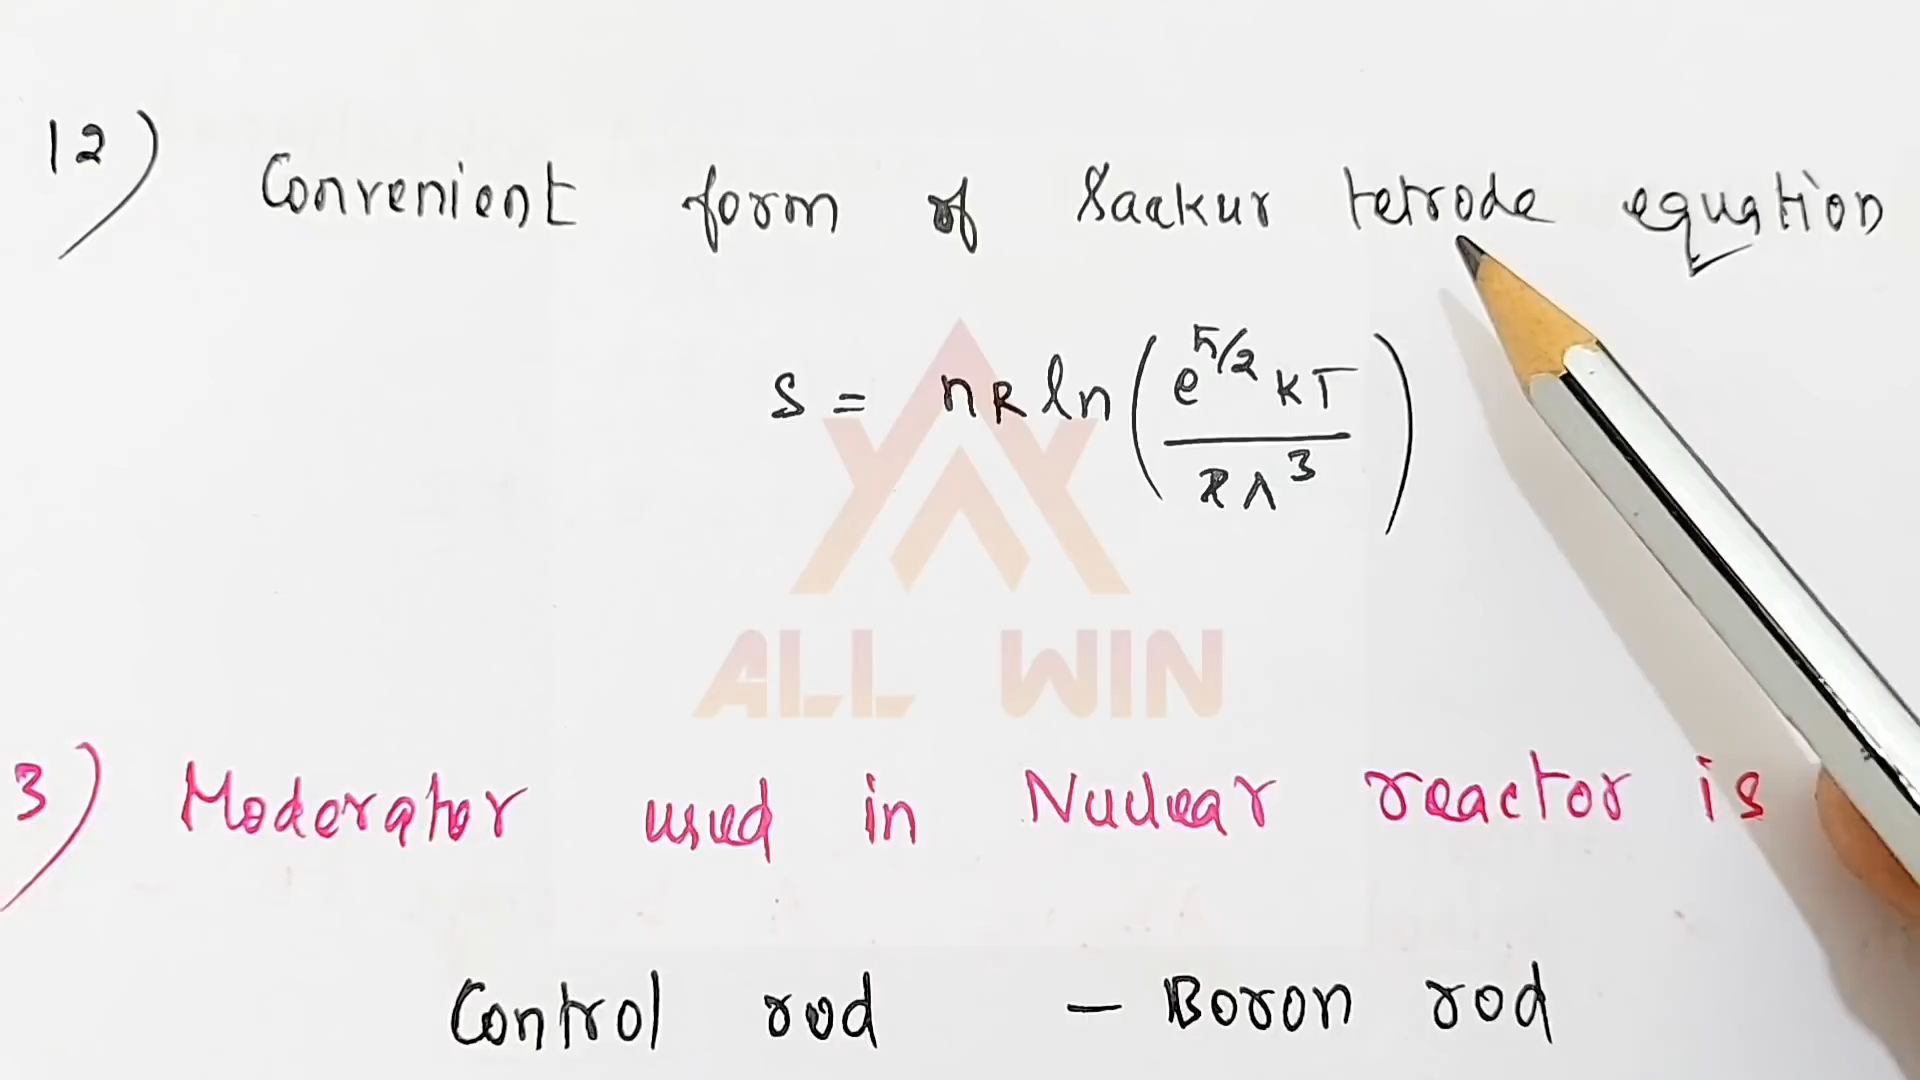 12) Convenient form of Sackur tetrode equation
S = nR ln ( e^5/2 kT / λΛ^3 )
ALL WIN
3) Moderator used in Nuclear reactor is
Control rod – Boron rod